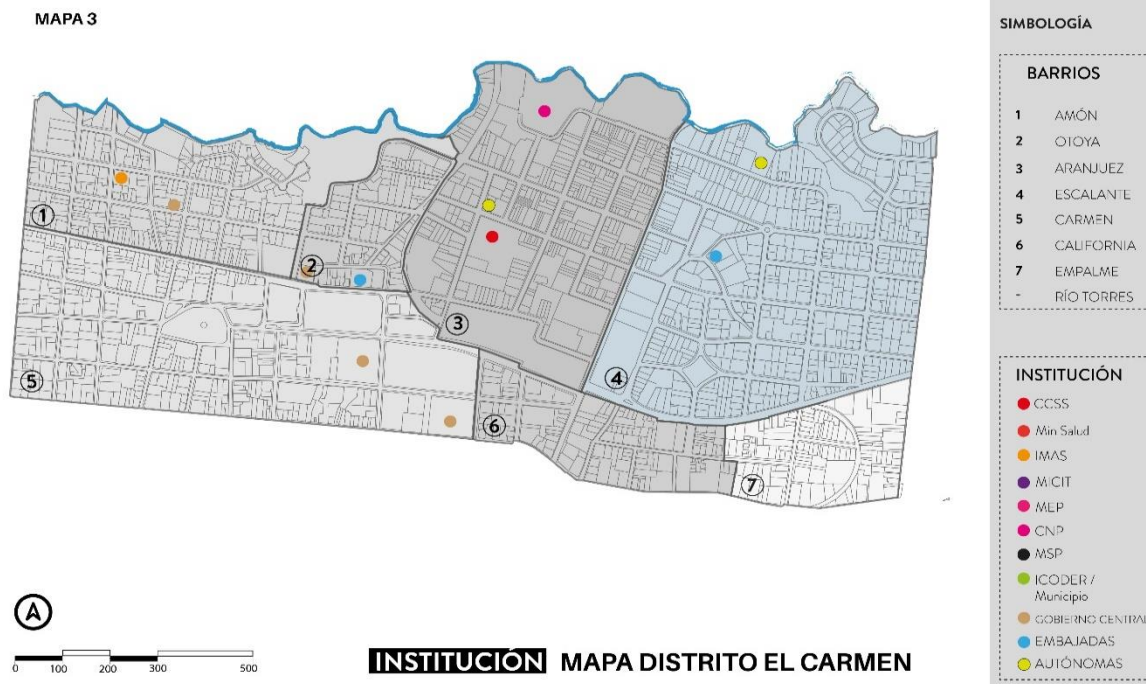 MAPA 3
1
2
3
4
5
6
7
0 100 200 300 500
INSTITUCIÓN MAPA DISTRITO EL CARMEN
SIMBOLOGÍA
BARRIOS
1 AMÓN
2 OTOYA
3 ARANJUEZ
4 ESCALANTE
5 CARMEN
6 CALIFORNIA
7 EMPALME
- RÍO TORRES
INSTITUCIÓN
CCSS
Min Salud
IMAS
MICIT
MEP
CNP
MSP
ICODER /
Municipio
GOBIERNO CENTRAL
EMBAJADAS
AUTÓNOMAS